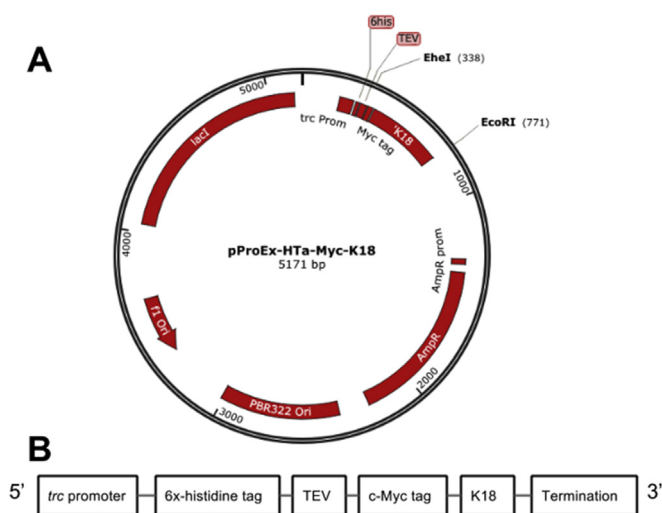 A
6his
TEV
EheI (338)
EcoRI (771)
5000
lacI
trc Prom
Myc tag
'K18
1000
4000
pProEx-HTa-Myc-K18
5171 bp
AmpR prom
f1 Ori
AmpR
2000
PBR322 Ori
3000
B
5’ trc promoter 6x-histidine tag TEV c-Myc tag K18 Termination 3’